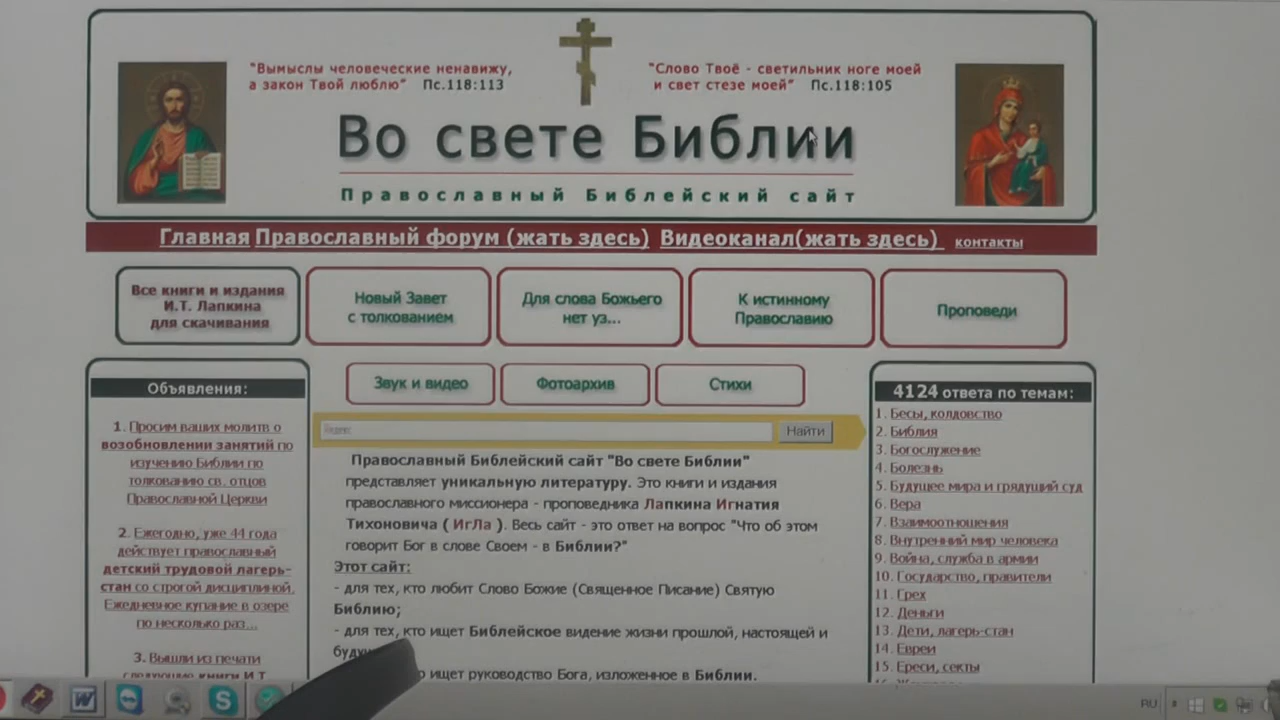 "Вымыслы человеческие ненавижу,
а закон Твой люблю" Пс.118:113
"Слово Твоё - светильник ноге моей
и свет стезе моей" Пс.118:105
Во свете Библии
Православный Библейский сайт
Главная Православный форум (жать здесь) Видеоканал(жать здесь) контакты
Все книги и издания
И.Т. Лапкина
для скачивания
Новый Завет
с толкованием
Для слова Божьего
нет уз...
К истинному
Православию
Проповеди
Звук и видео
Фотоархив
Стихи
Объявления:
1. Просим ваших молитв о
возобновлении занятий по
изучению Библии по
толкованию св. отцов
Православной Церкви
2. Ежегодно, уже 44 года
действует православный
детский трудовой лагерь-
стан со строгой дисциплиной.
Ежедневное купание в озере
по несколько раз...
3. Вышли из печати
следующие книги И.Т
Яндекс
Найти
Православный Библейский сайт "Во свете Библии"
представляет уникальную литературу. Это книги и издания
православного миссионера - проповедника Лапкина Игнатия
Тихоновича ( ИгЛа ). Весь сайт - это ответ на вопрос "Что об этом
говорит Бог в слове Своем - в Библии?"
Этот сайт:
- для тех, кто любит Слово Божие (Священное Писание) Святую
Библию;
- для тех, кто ищет Библейское видение жизни прошлой, настоящей и
ищет руководство Бога, изложенное в Библии.
4124 ответа по темам:
1. Бесы, колдовство
2. Библия
3. Богослужение
4. Болезнь
5. Будущее мира и грядущий суд
6. Вера
7. Взаимоотношения
8. Внутренний мир человека
9. Война, служба в армии
10. Государство, правители
11. Грех
12. Деньги
13. Дети, лагерь-стан
14. Евреи
15. Ереси, секты
RU